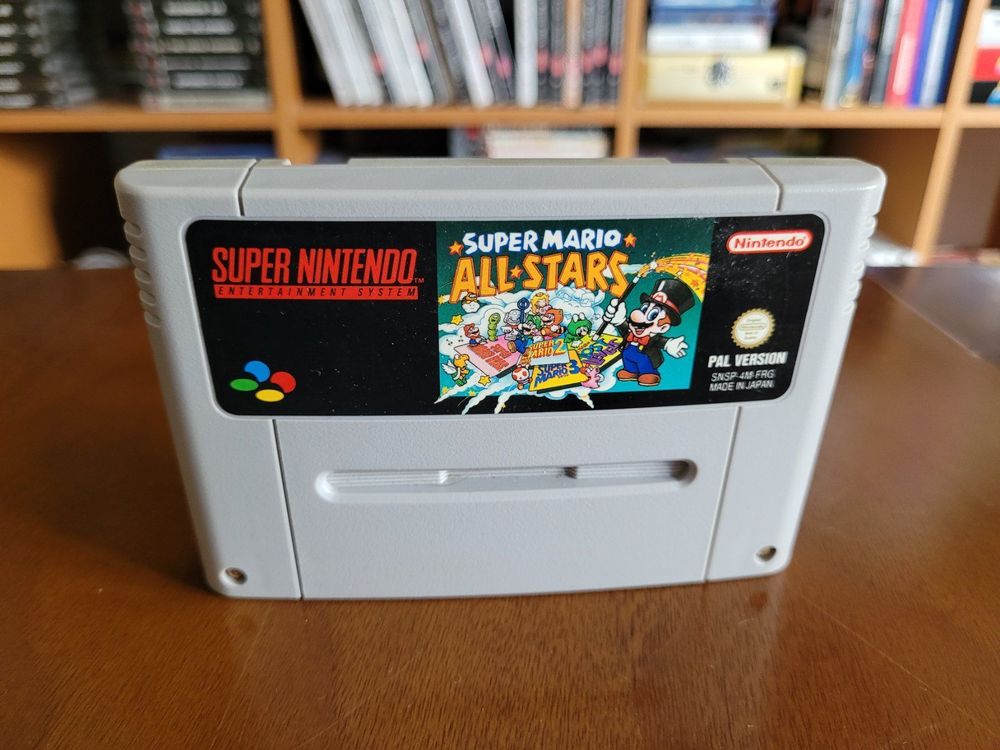 SUPER NINTENDO™
ENTERTAINMENT SYSTEM
SUPER MARIO
ALL★STARS
SUPER
MARIO 2
SUPER
MARIO 3
Nintendo®
PAL VERSION
SNSP-4M-FRG
MADE IN JAPAN